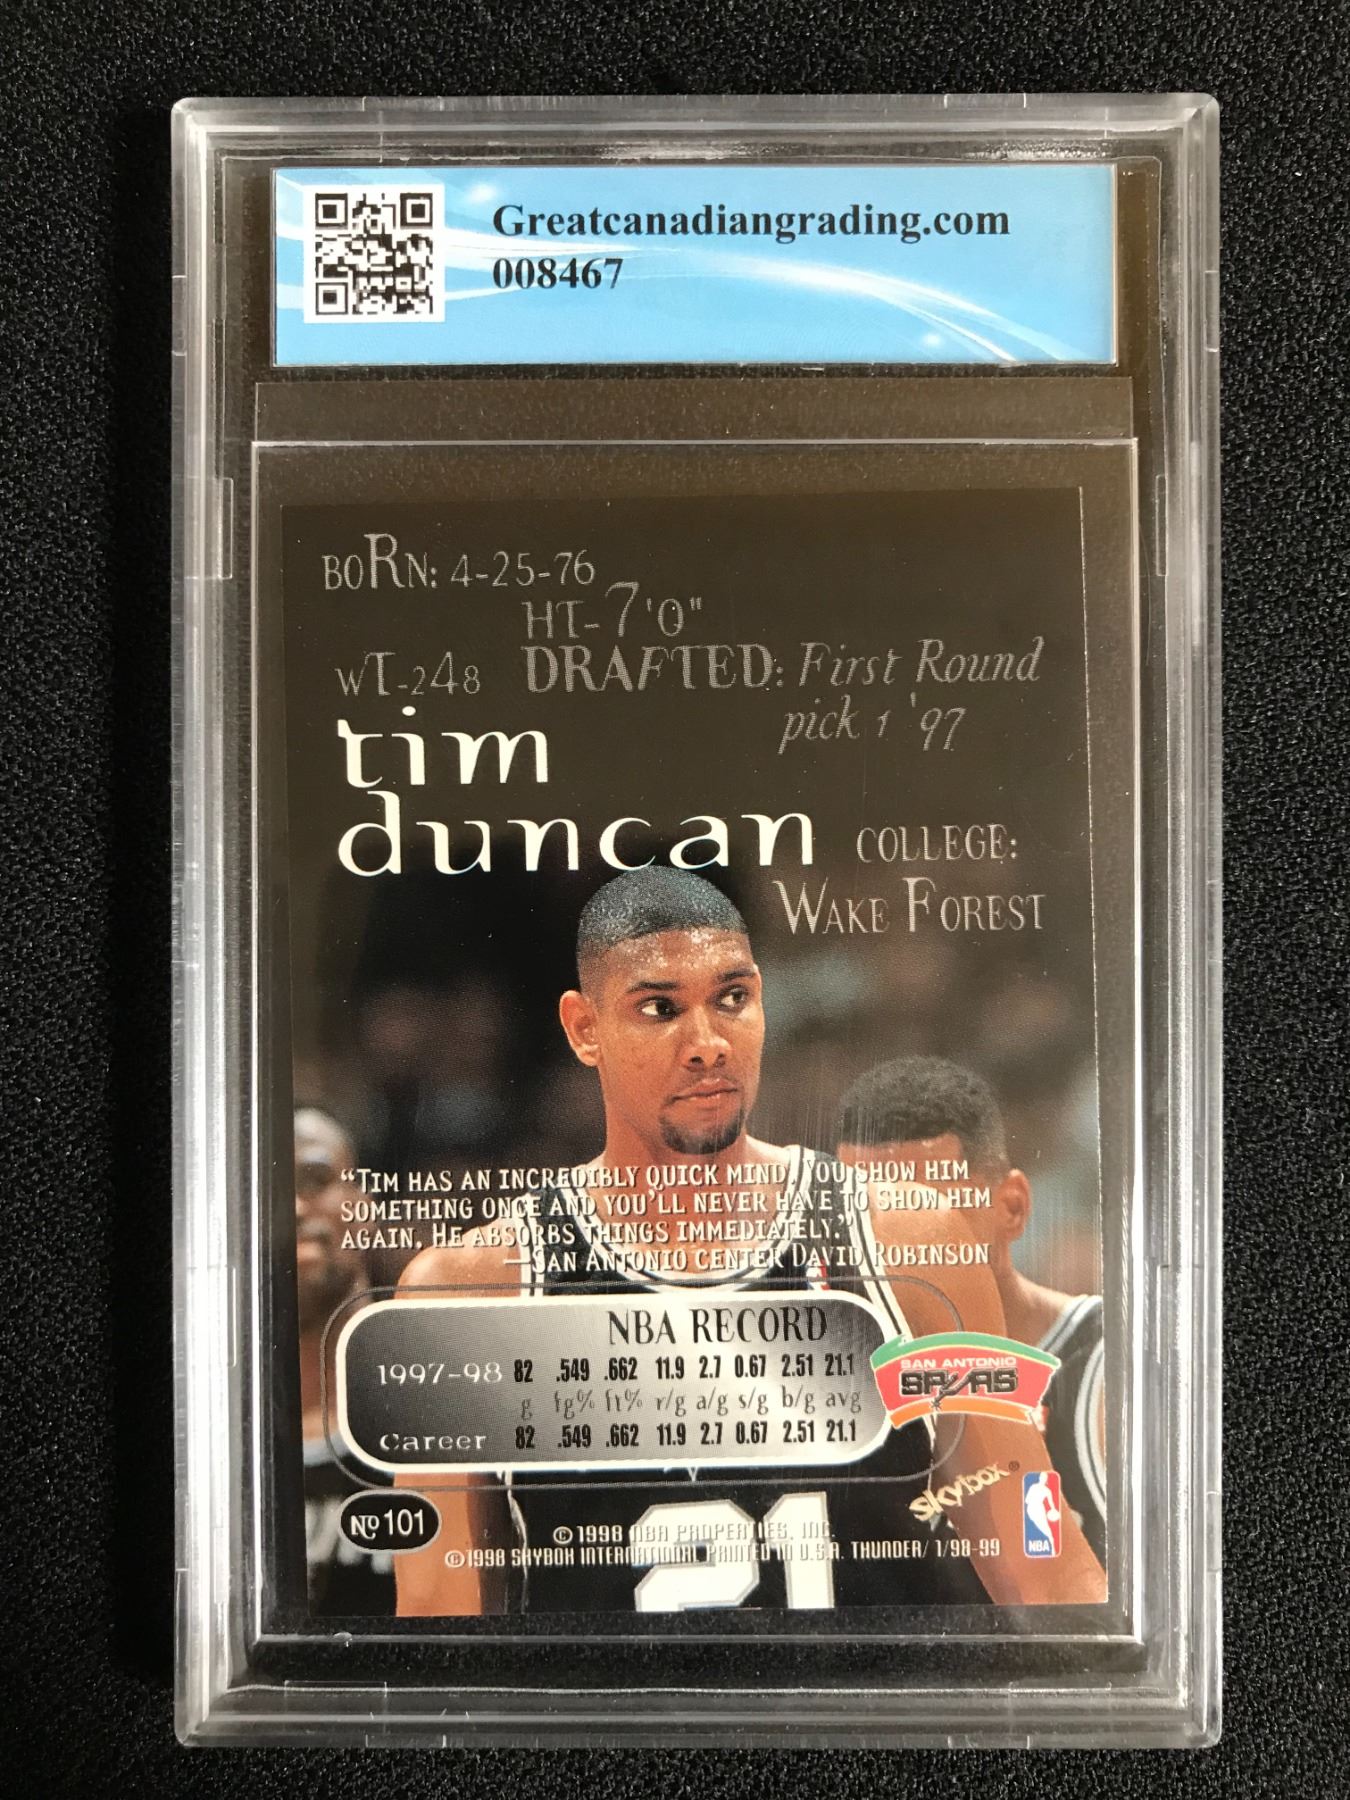 Greatcanadiangrading.com
008467
BORN: 4-25-76
HT-7'0"
WT-248 DRAFTED: First Round
pick 1 '97
tim
duncan
COLLEGE:
WAKE FOREST
“TIM HAS AN INCREDIBLY QUICK MIND. YOU SHOW HIM
SOMETHING ONCE AND YOU’LL NEVER HAVE TO SHOW HIM
AGAIN. HE ABSORBS THINGS IMMEDIATELY.”
—SAN ANTONIO CENTER DAVID ROBINSON
NBA RECORD
1997-98 82 .549 .662 11.9 2.7 0.67 2.51 21.1
g fg% ft% r/g a/g s/g b/g avg
Career 82 .549 .662 11.9 2.7 0.67 2.51 21.1
SAN ANTONIO
SPURS
skybox®
NBA
Nº 101
21
© 1998 NBA PROPERTIES, INC.
© 1998 SKYBOX INTERNATIONAL PRINTED IN U.S.A. THUNDER/ 1/98-99